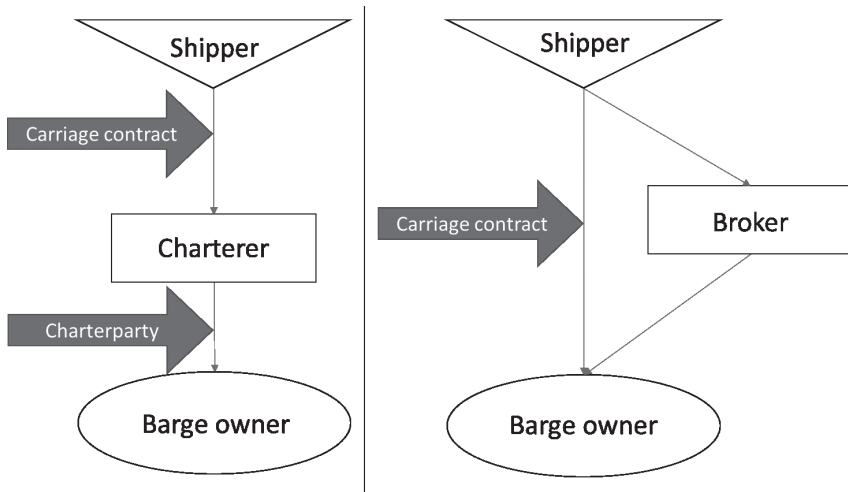 Shipper
Carriage contract
Charterer
Charterparty
Barge owner
Shipper
Carriage contract
Broker
Barge owner